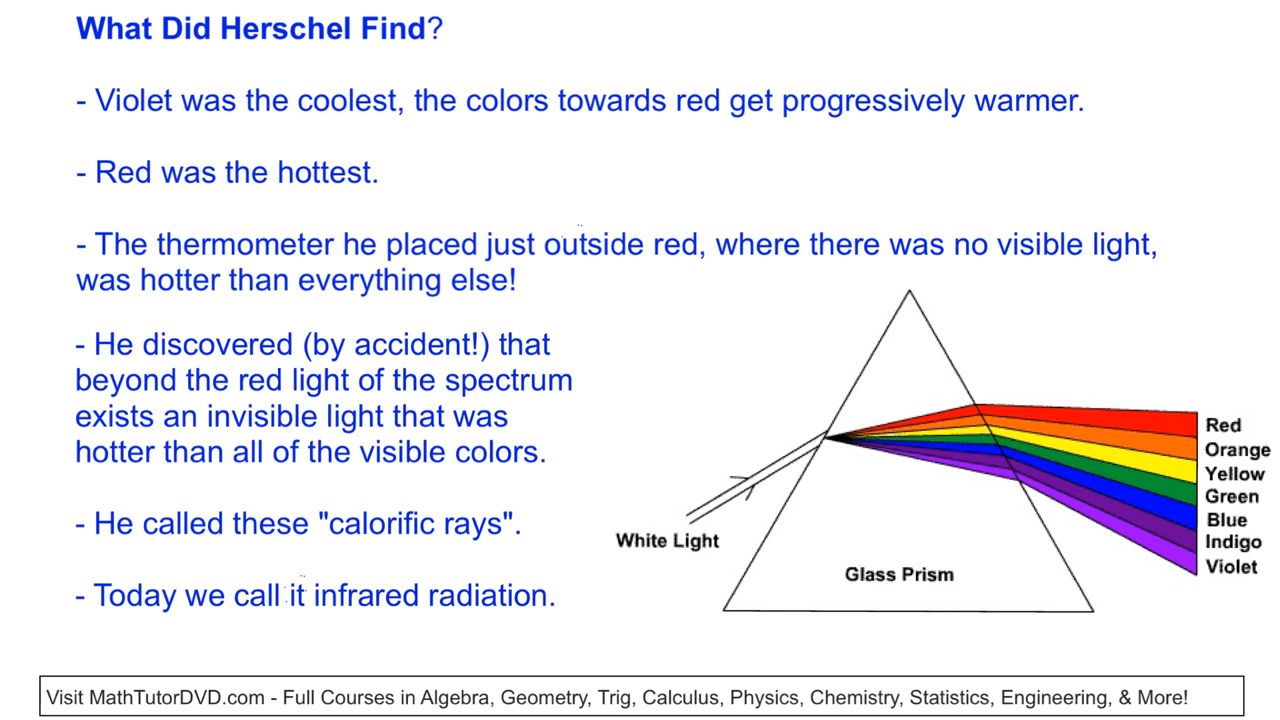 What Did Herschel Find?
- Violet was the coolest, the colors towards red get progressively warmer.
- Red was the hottest.
- The thermometer he placed just outside red, where there was no visible light,
was hotter than everything else!
- He discovered (by accident!) that
beyond the red light of the spectrum
exists an invisible light that was
hotter than all of the visible colors.
- He called these "calorific rays".
- Today we call it infrared radiation.
White Light
Glass Prism
Red
Orange
Yellow
Green
Blue
Indigo
Violet
Visit MathTutorDVD.com - Full Courses in Algebra, Geometry, Trig, Calculus, Physics, Chemistry, Statistics, Engineering, & More!